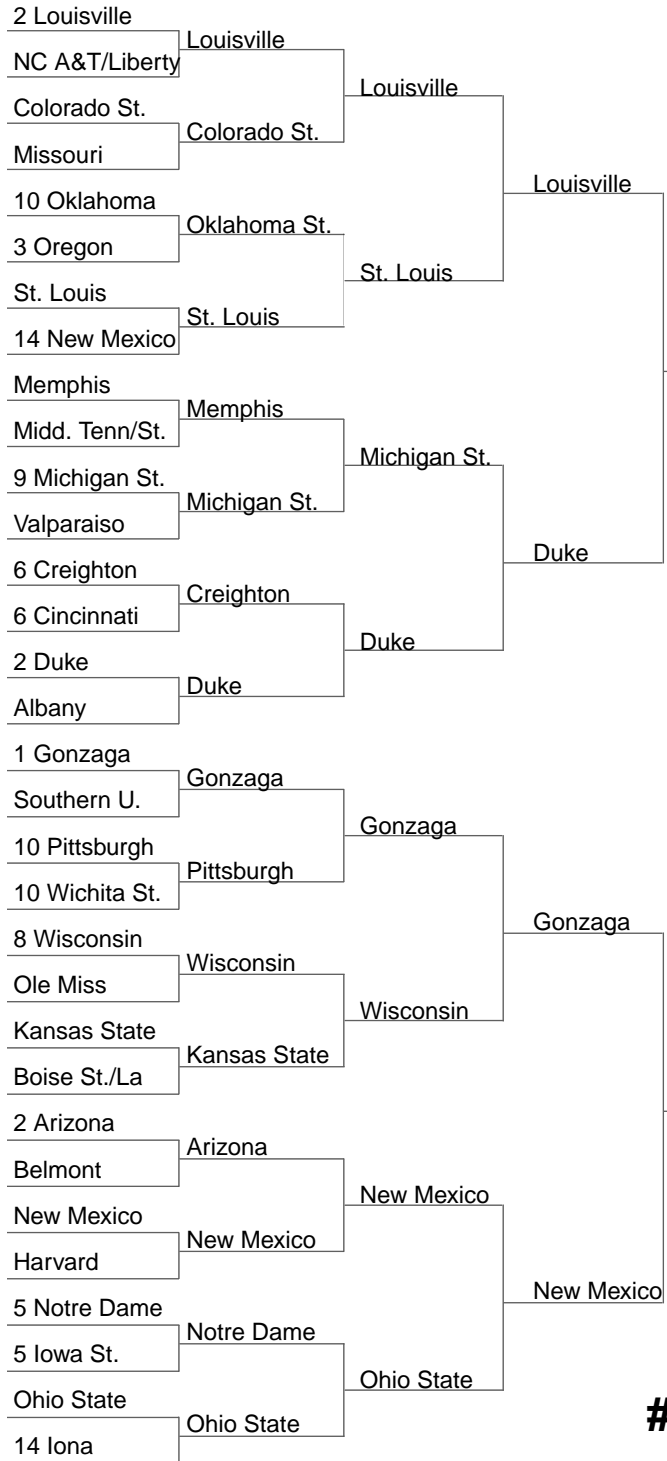 2 Louisville
NC A&T/Liberty
Colorado St.
Missouri
10 Oklahoma
3 Oregon
St. Louis
14 New Mexico
Memphis
Midd. Tenn/St.
9 Michigan St.
Valparaiso
6 Creighton
6 Cincinnati
2 Duke
Albany
1 Gonzaga
Southern U.
10 Pittsburgh
10 Wichita St.
8 Wisconsin
Ole Miss
Kansas State
Boise St./La
2 Arizona
Belmont
New Mexico
Harvard
5 Notre Dame
5 Iowa St.
Ohio State
14 Iona
Louisville
Colorado St.
Oklahoma St.
St. Louis
Memphis
Michigan St.
Creighton
Duke
Gonzaga
Pittsburgh
Wisconsin
Kansas State
Arizona
New Mexico
Notre Dame
Ohio State
Louisville
St. Louis
Michigan St.
Duke
Gonzaga
Wisconsin
New Mexico
Ohio State
Louisville
Duke
Gonzaga
New Mexico
#